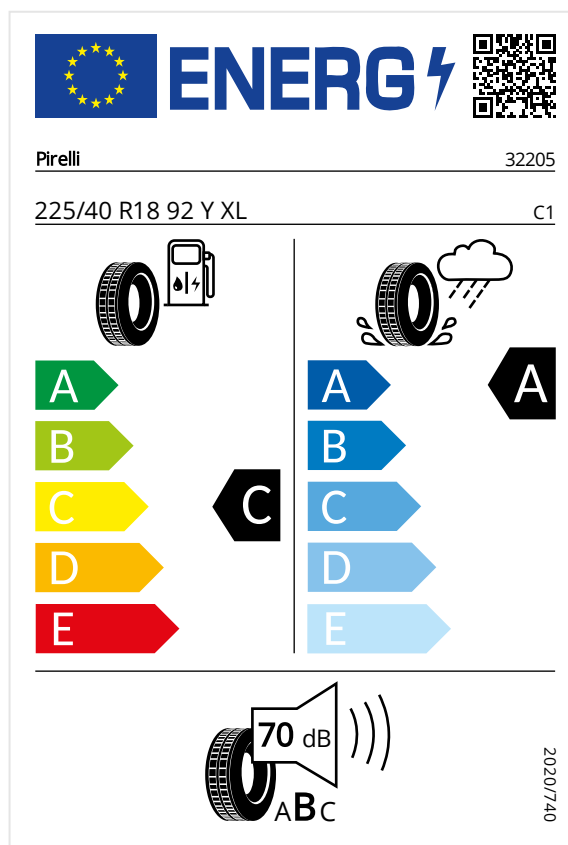 ENERG
Pirelli 32205
225/40 R18 92 Y XL C1
A A A
B B
C C C
D D
E E
70 dB
ABC
2020/740